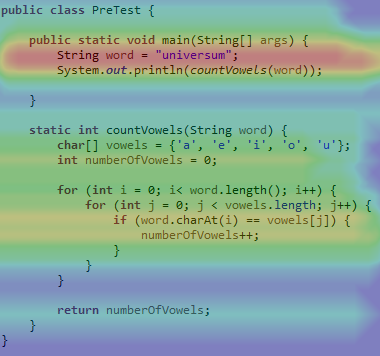 public class PreTest {
public static void main(String[] args) {
String word = "universum";
System.out.println(countVowels(word));
}
static int countVowels(String word) {
char[] vowels = {'a', 'e', 'i', 'o', 'u'};
int numberOfVowels = 0;
for (int i = 0; i< word.length(); i++) {
for (int j = 0; j < vowels.length; j++) {
if (word.charAt(i) == vowels[j]) {
numberOfVowels++;
}
}
}
return numberOfVowels;
}
}